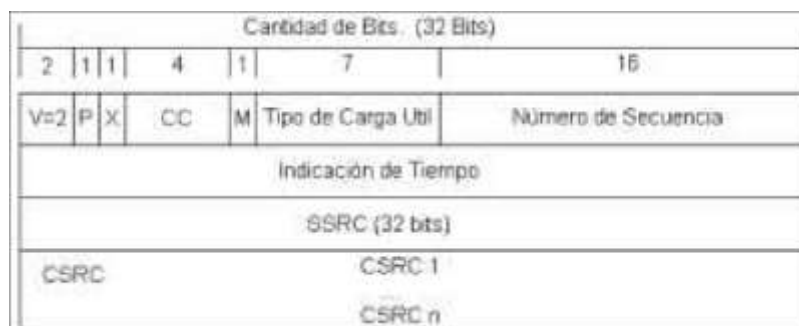 Cantidad de Bits. (32 Bits)
2 1 1 4 1 7 16
V=2 P X CC M Tipo de Carga Util Número de Secuencia
Indicación de Tiempo
SSRC (32 bits)
CSRC CSRC 1
CSRC n